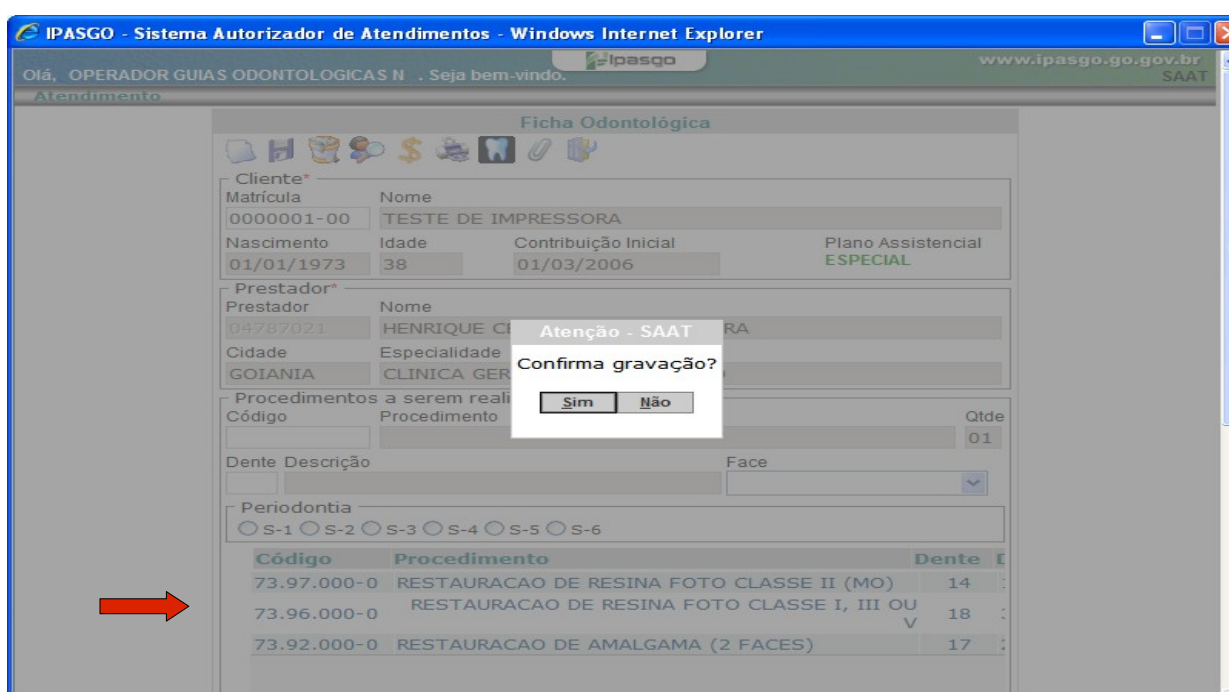 IPASGO - Sistema Autorizador de Atendimentos - Windows Internet Explorer
Ipasgo
Olá, OPERADOR GUIAS ODONTOLOGICAS N . Seja bem-vindo.
www.ipasgo.go.gov.br
SAAT
Atendimento
Ficha Odontológica
Cliente*
Matrícula Nome
0000001-00 TESTE DE IMPRESSORA
Nascimento Idade Contribuição Inicial Plano Assistencial
01/01/1973 38 01/03/2006 ESPECIAL
Prestador*
Prestador Nome
04787021 HENRIQUE
Atenção - SAAT
Confirma gravação?
Sim Não
Cidade Especialidade
GOIANIA CLINICA
Procedimentos a serem
Código Procedimento Qtde
01
Dente Descrição Face
Periodontia
S-1 S-2 S-3 S-4 S-5 S-6
Código Procedimento Dente
73.97.000-0 RESTAURACAO DE RESINA FOTO CLASSE II (MO) 14
73.96.000-0 RESTAURACAO DE RESINA FOTO CLASSE I, III OU V 18
73.92.000-0 RESTAURACAO DE AMALGAMA (2 FACES) 17